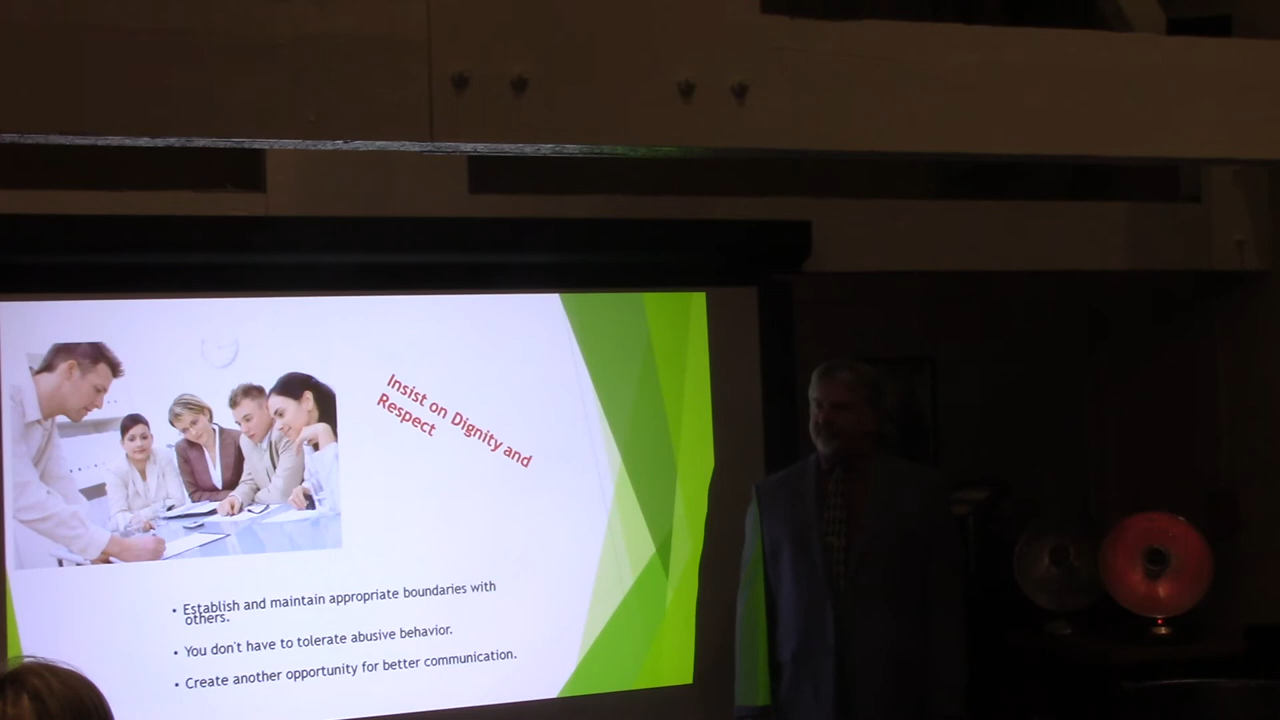 Insist on Dignity and
Respect
• Establish and maintain appropriate boundaries with
others.
• You don't have to tolerate abusive behavior.
• Create another opportunity for better communication.